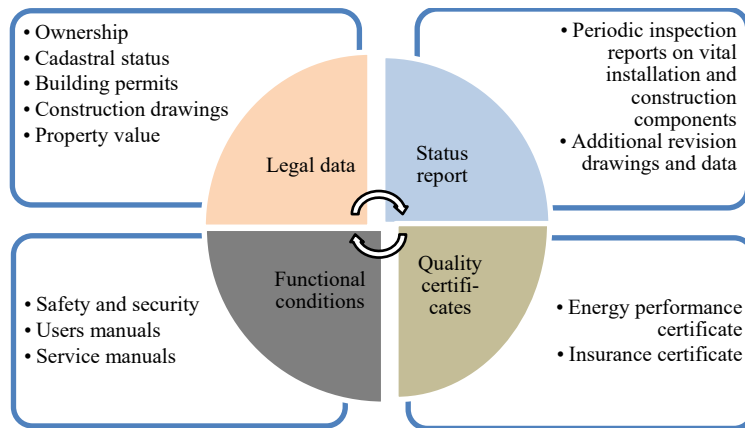 • Ownership
• Cadastral status
• Building permits
• Construction drawings
• Property value
• Periodic inspection
reports on vital
installation and
construction
components
• Additional revision
drawings and data
Legal data
Status
report
Functional
conditions
Quality
certifi-
cates
• Safety and security
• Users manuals
• Service manuals
• Energy performance
certificate
• Insurance certificate